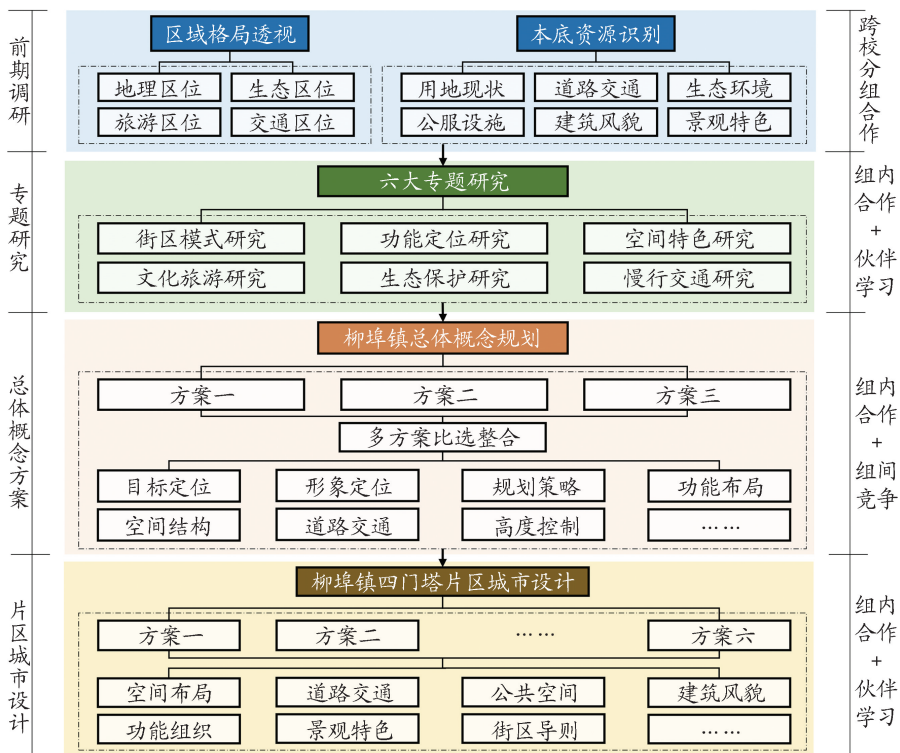 前期调研
区域格局透视
本底资源识别
地理区位
生态区位
用地现状
道路交通
生态环境
旅游区位
交通区位
公服设施
建筑风貌
景观特色
跨校分组合作
专题研究
六大专题研究
街区模式研究
功能定位研究
空间特色研究
文化旅游研究
生态保护研究
慢行交通研究
组内
合作
+
伙伴
学习
总体概念方案
柳埠镇总体概念规划
方案一
方案二
方案三
多方案比选整合
目标定位
形象定位
规划策略
功能布局
空间结构
道路交通
高度控制
……
组内
合作
+
组间
竞争
片区城市设计
柳埠镇四门塔片区城市设计
方案一
方案二
……
方案六
空间布局
道路交通
公共空间
建筑风貌
功能组织
景观特色
街区导则
……
组内
合作
+
伙伴
学习